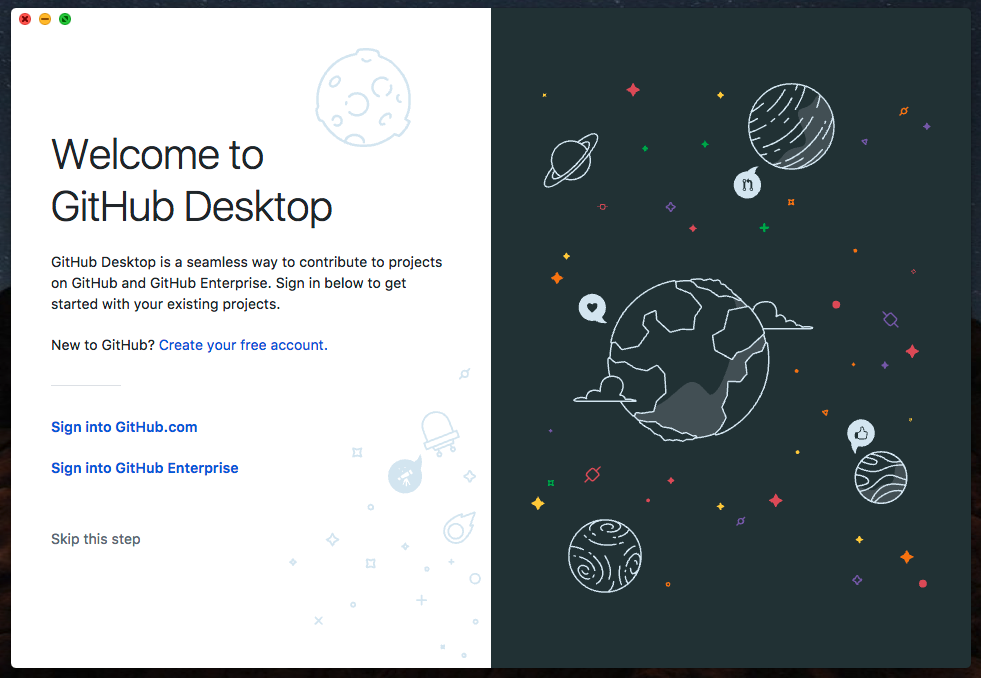 Welcome to
GitHub Desktop
GitHub Desktop is a seamless way to contribute to projects
on GitHub and GitHub Enterprise. Sign in below to get
started with your existing projects.
New to GitHub? Create your free account.
Sign into GitHub.com
Sign into GitHub Enterprise
Skip this step